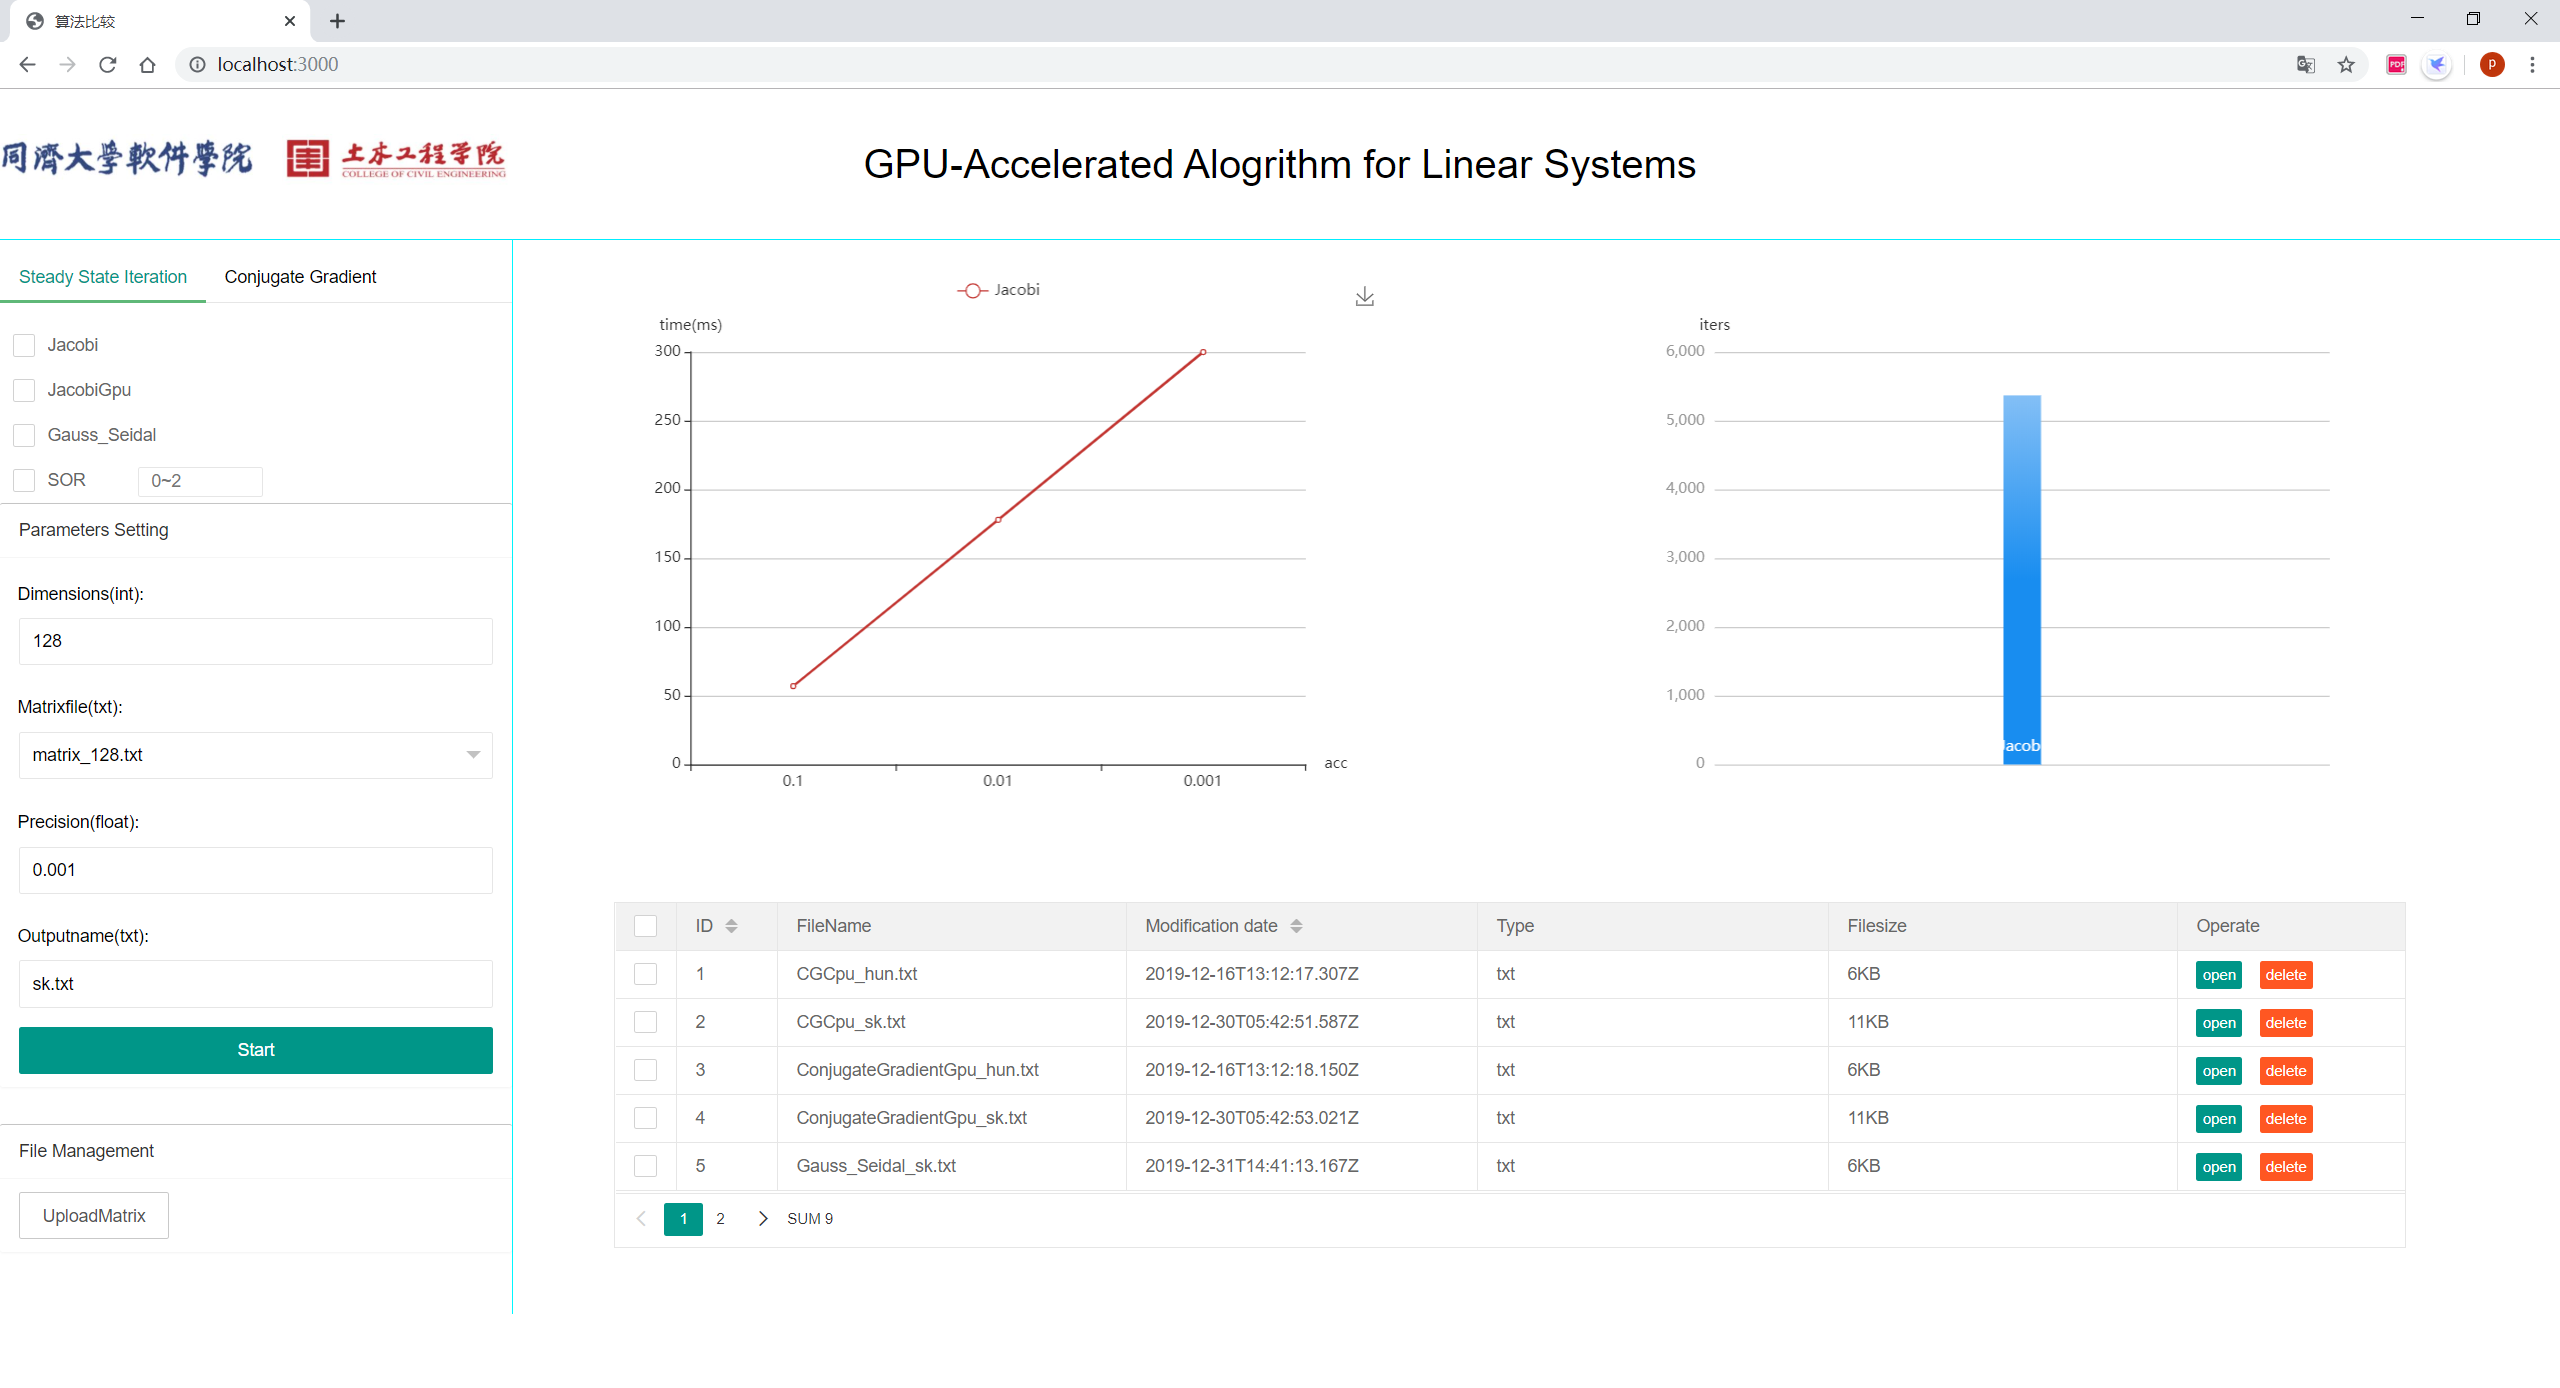 算法比较
localhost:3000
PDF
P
同濟大學軟件學院
土木工程学院
COLLEGE OF CIVIL ENGINEERING
GPU-Accelerated Alogrithm for Linear Systems
Steady State Iteration
Conjugate Gradient
Jacobi
JacobiGpu
Gauss_Seidal
SOR 0~2
Parameters Setting
Dimensions(int):
128
Matrixfile(txt):
matrix_128.txt
Precision(float):
0.001
Outputname(txt):
sk.txt
Start
File Management
UploadMatrix
Jacobi
time(ms)
300
250
200
150
100
50
0
0.1 0.01 0.001
acc
iters
6,000
5,000
4,000
3,000
2,000
1,000
0
Jacobi
ID FileName Modification date Type Filesize Operate
1 CGCpu_hun.txt 2019-12-16T13:12:17.307Z txt 6KB open delete
2 CGCpu_sk.txt 2019-12-30T05:42:51.587Z txt 11KB open delete
3 ConjugateGradientGpu_hun.txt 2019-12-16T13:12:18.150Z txt 6KB open delete
4 ConjugateGradientGpu_sk.txt 2019-12-30T05:42:53.021Z txt 11KB open delete
5 Gauss_Seidal_sk.txt 2019-12-31T14:41:13.167Z txt 6KB open delete
1 2 SUM 9